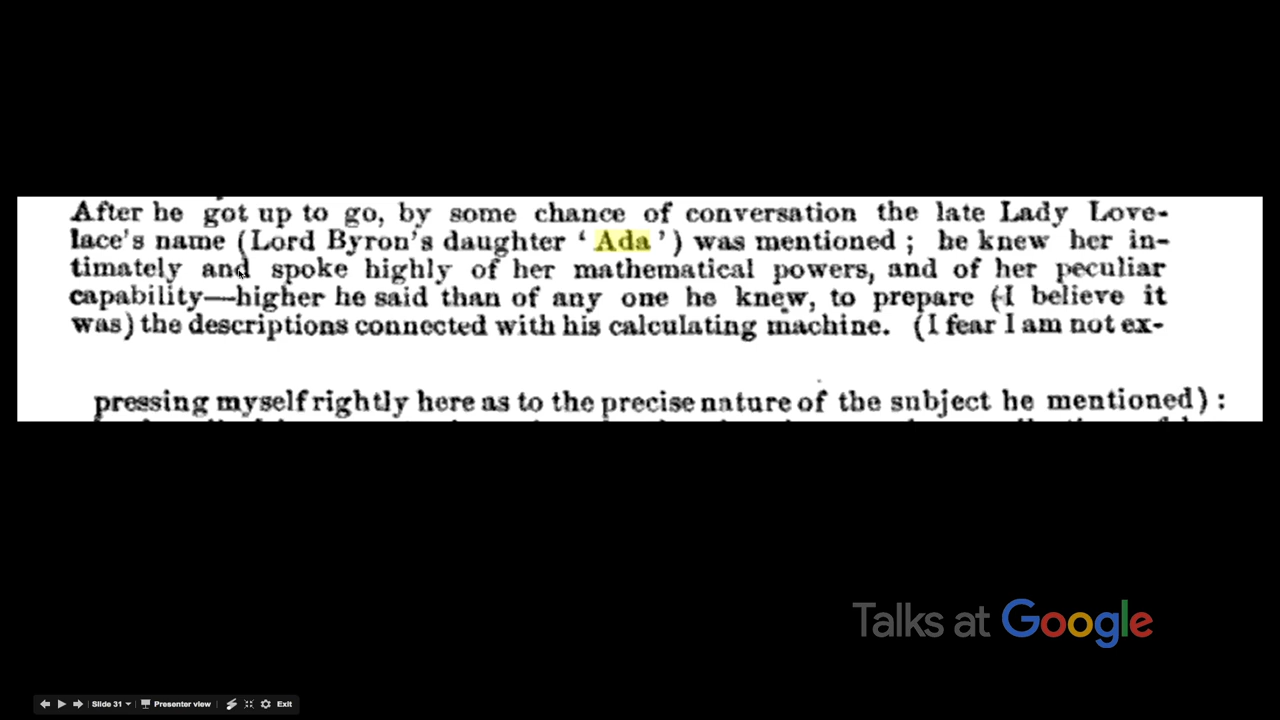 After he got up to go, by some chance of conversation the late Lady Love-
lace's name (Lord Byron's daughter ‘ Ada ’) was mentioned ; he knew her in-
timately and spoke highly of her mathematical powers, and of her peculiar
capability—higher he said than of any one he knew, to prepare (I believe it
was) the descriptions connected with his calculating machine. (I fear I am not ex-
pressing myself rightly here as to the precise nature of the subject he mentioned) :
Talks at Google
Slide 31 Presenter view Exit